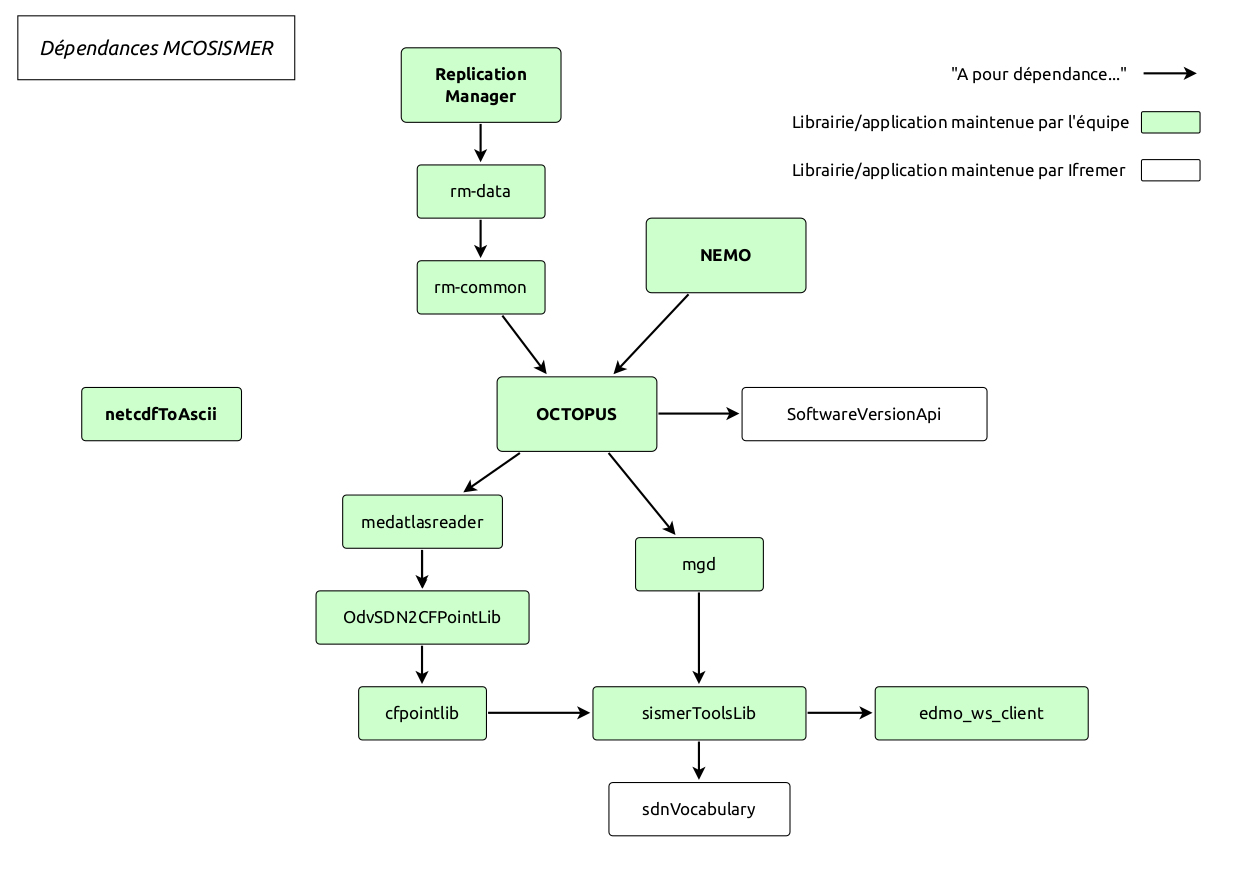 Dépendances MCOSISMER
Replication
Manager
"A pour dépendance..."
Librairie/application maintenue par l'équipe
Librairie/application maintenue par Ifremer
rm-data
NEMO
rm-common
netcdfToAscii
OCTOPUS
SoftwareVersionApi
medatlasreader
mgd
OdvSDN2CFPointLib
cfpointlib
sismerToolsLib
edmo_ws_client
sdnVocabulary